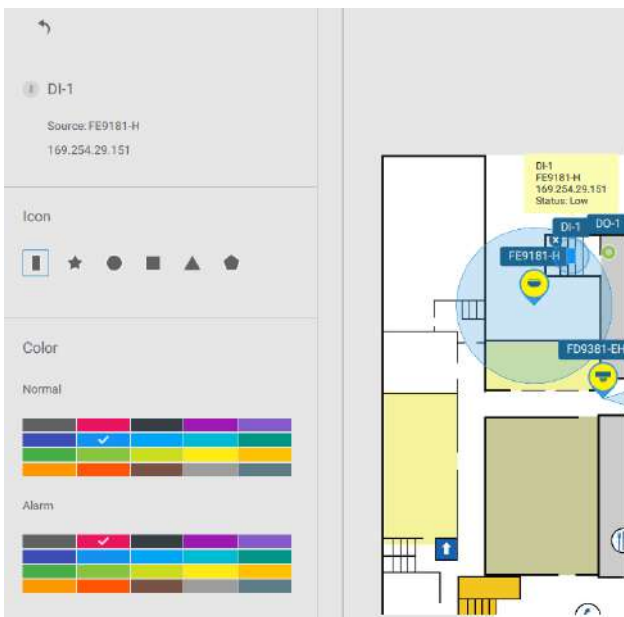 DI-1
Source: FE9181-H
169.254.29.151
Icon
Color
Normal
Alarm
DI-1
FE9181-H
169.254.29.151
Status: Low
DI-1
DO-1
FE9181-H
FD9381-EH